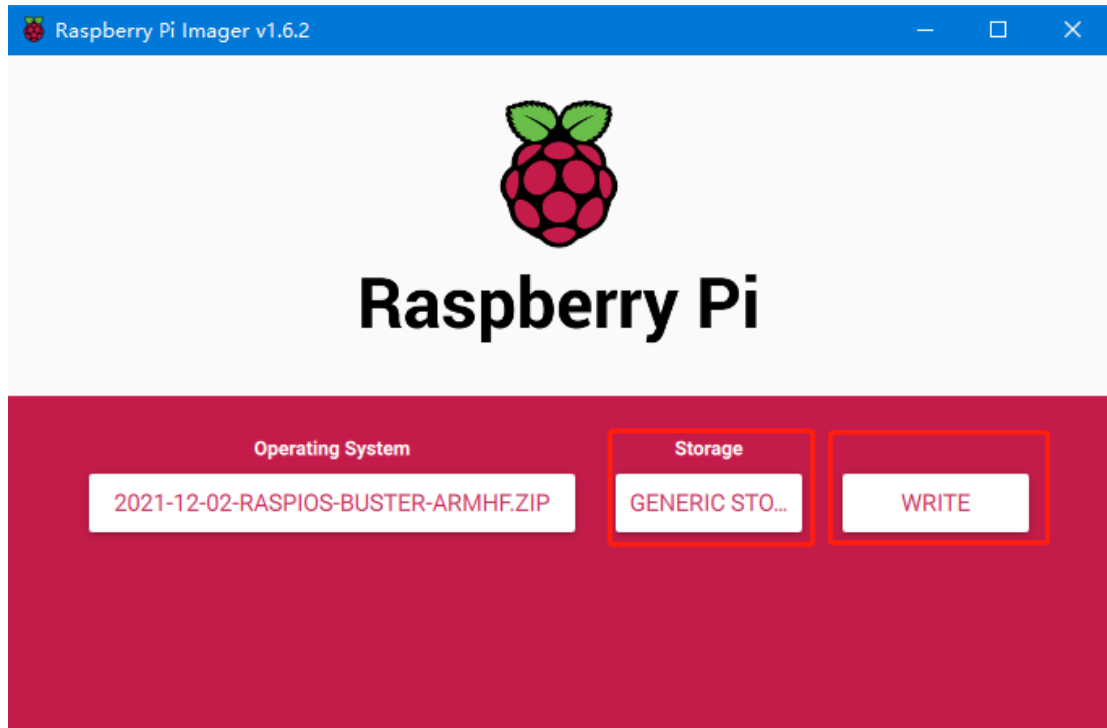 Raspberry Pi Imager v1.6.2
Raspberry Pi
Operating System
Storage
2021-12-02-RASPIOS-BUSTER-ARMHF.ZIP
GENERIC STO...
WRITE